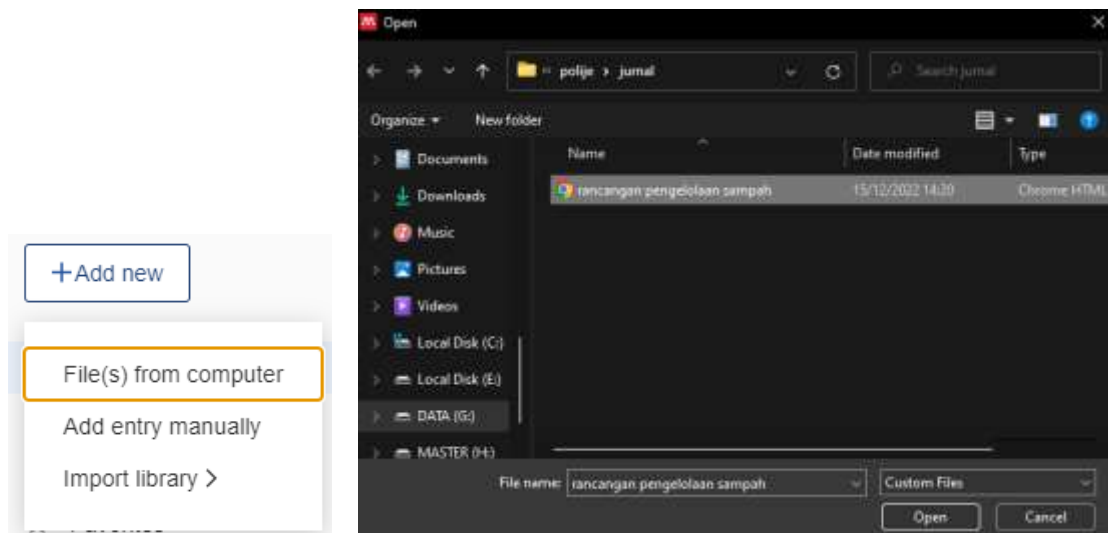 +Add new
File(s) from computer
Add entry manually
Import library >
Open
polije > jurnal
Search jurnal
Organize
New folder
Name
Date modified
Type
Documents
rancangan pengelolaan sampah
15/12/2022 14:20
Chrome HTML
Downloads
Music
Pictures
Videos
Local Disk (C:)
Local Disk (E:)
DATA (G:)
MASTER (H:)
File name:
rancangan pengelolaan sampah
Custom Files
Open
Cancel